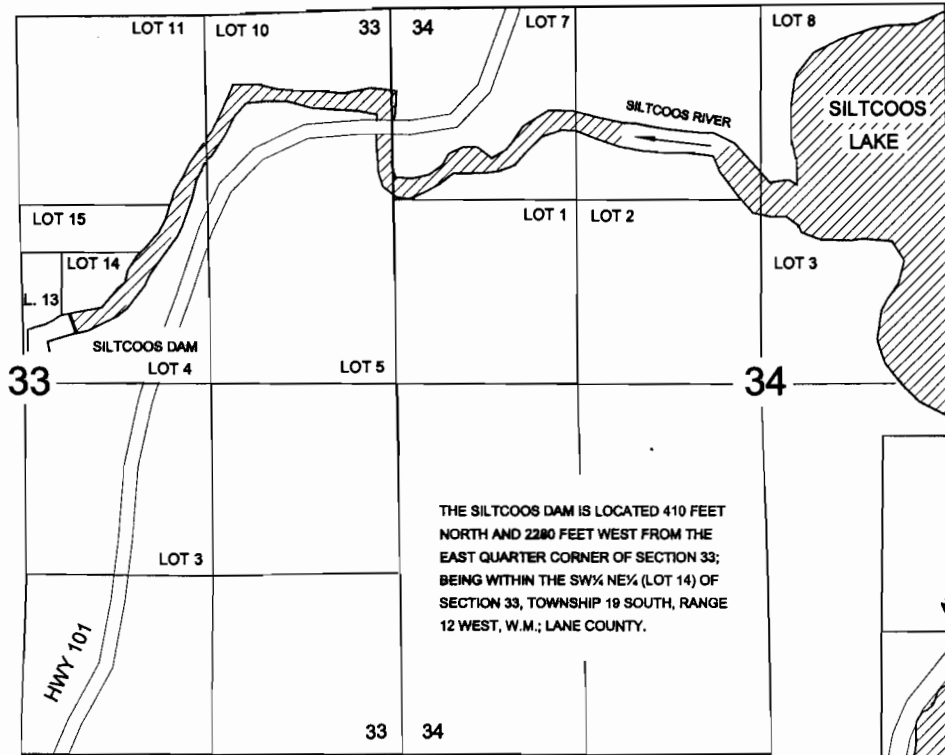 LOT 11
LOT 10
33
34
LOT 7
LOT 8
SILTCOOS RIVER
SILTCOOS
LAKE
LOT 15
LOT 1
LOT 2
LOT 14
LOT 3
L. 13
SILTCOOS DAM
33
LOT 4
LOT 5
34
THE SILTCOOS DAM IS LOCATED 410 FEET
NORTH AND 2280 FEET WEST FROM THE
EAST QUARTER CORNER OF SECTION 33;
BEING WITHIN THE SW¼ NE¼ (LOT 14) OF
SECTION 33, TOWNSHIP 19 SOUTH, RANGE
12 WEST, W.M.; LANE COUNTY.
LOT 3
HWY 101
33
34